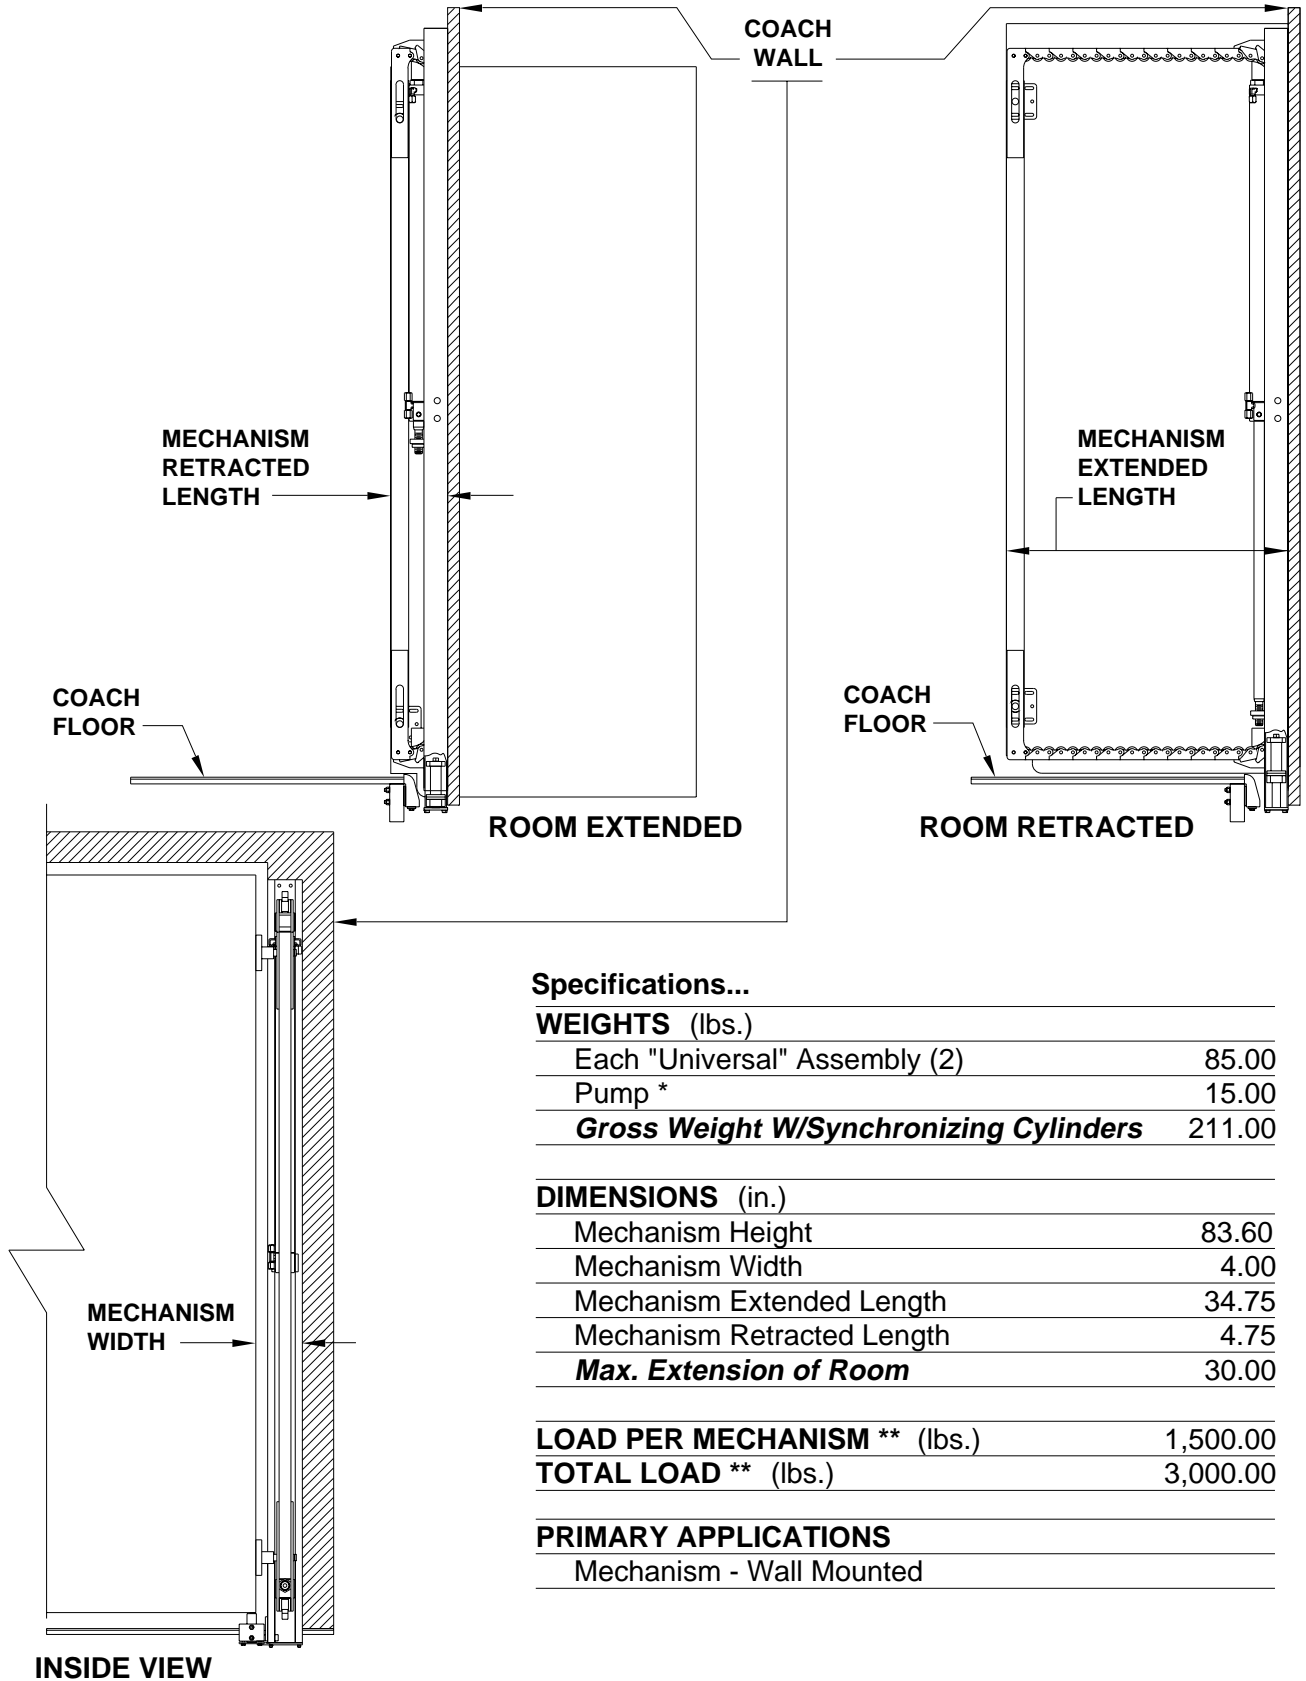 COACH
WALL
MECHANISM
RETRACTED
LENGTH
MECHANISM
EXTENDED
LENGTH
COACH
FLOOR
COACH
FLOOR
ROOM EXTENDED
ROOM RETRACTED
MECHANISM
WIDTH
INSIDE VIEW
Specifications...
WEIGHTS (lbs.)
Each "Universal" Assembly (2) 85.00
Pump * 15.00
Gross Weight W/Synchronizing Cylinders 211.00
DIMENSIONS (in.)
Mechanism Height 83.60
Mechanism Width 4.00
Mechanism Extended Length 34.75
Mechanism Retracted Length 4.75
Max. Extension of Room 30.00
LOAD PER MECHANISM ** (lbs.) 1,500.00
TOTAL LOAD ** (lbs.) 3,000.00
PRIMARY APPLICATIONS
Mechanism - Wall Mounted